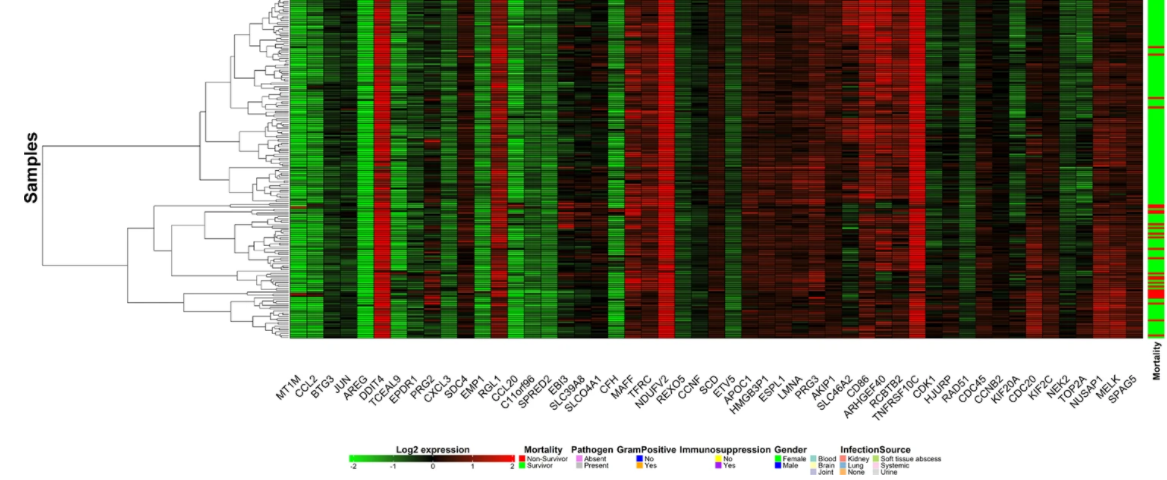 Samples
Mortality
MT1M CCL2 BTG3 JUN AREG DDIT4 TCEAL9 EPDR1 PRG2 CXCL3 SDC4 EMP1 RGL1 CCL20 C11orf96 SPRED2 EBI3 SLC39A8 SLCO4A1 CFH MAFF TFRC NDUFV2 REXO5 CCNF SCD ETV5 APOC1 HMGB3P1 ESPL1 LMNA PRG3 AKIP1 SLC46A2 CD86 ARHGEF40 RCBTB2 TNFRSF10C CDK1 HJURP RAD51 CDC45 CCNB2 KIF20A CDC20 KIF2C NEK2 TOP2A NUSAP1 MELK SPAG5
Log2 expression Mortality Pathogen GramPositive Immunosuppression Gender InfectionSource
Non-Survivor Absent No No Female Blood Kidney Soft tissue abscess
Survivor Present Yes Yes Male Brain Lung Systemic
-2 -1 0 1 2 Joint None Urine